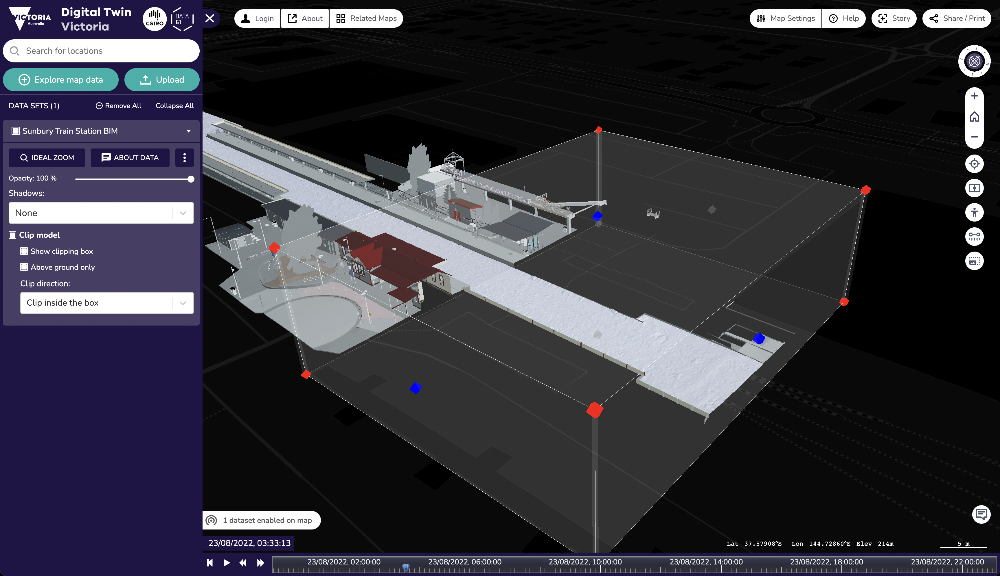 VICTORIA
Australia
Digital Twin
Victoria
CSIRO
DATA
61
Login
About
Related Maps
Map Settings
Help
Story
Share / Print
Search for locations
Explore map data
Upload
DATA SETS (1)
Remove All
Collapse All
Sunbury Train Station BIM
IDEAL ZOOM
ABOUT DATA
Opacity: 100 %
Shadows:
None
Clip model
Show clipping box
Above ground only
Clip direction:
Clip inside the box
N
1 dataset enabled on map
23/08/2022, 03:33:13
Lat 37.57908°S Lon 144.72860°E Elev 214m
5 m
23/08/2022, 02:00:00
23/08/2022, 06:00:00
23/08/2022, 10:00:00
23/08/2022, 14:00:00
23/08/2022, 18:00:00
23/08/2022, 22:00:00